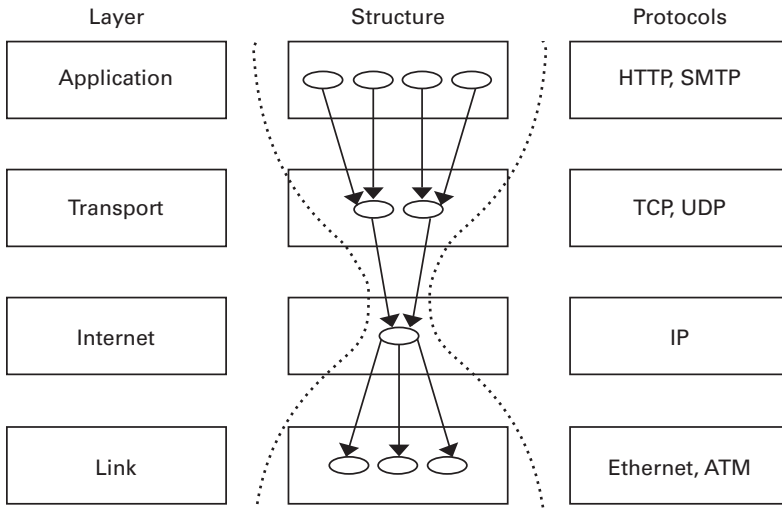 Layer Structure Protocols
Application HTTP, SMTP
Transport TCP, UDP
Internet IP
Link Ethernet, ATM